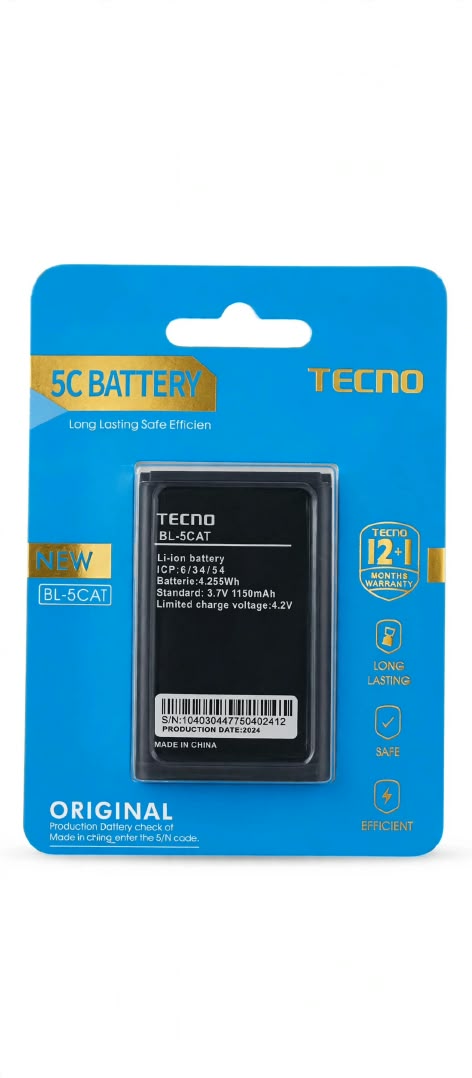 5C BATTERY
TECNO
Long Lasting Safe Efficien
TECNO
BL-5CAT
Li-ion battery
ICP:6/34/54
Batterie:4.255Wh
Standard: 3.7V 1150mAh
Limited charge voltage:4.2V
S/N:104030447750402412
PRODUCTION DATE:2024
MADE IN CHINA
NEW
BL-5CAT
TECNO
12+1
MONTHS
WARRANTY
LONG
LASTING
SAFE
EFFICIENT
ORIGINAL
Production Dattery check of
Made in chiing_enter the 5/N code.